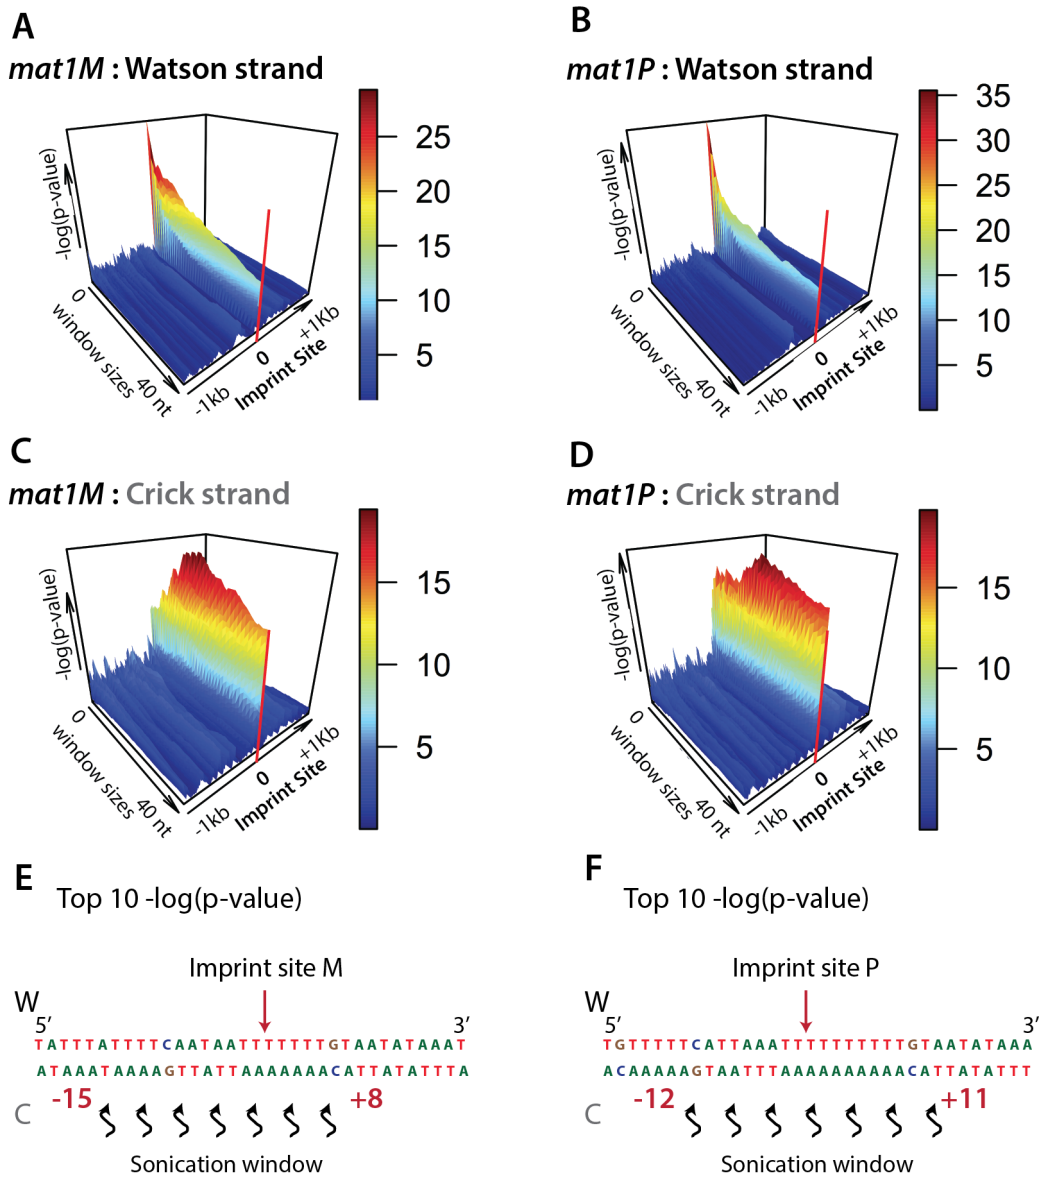 A
B
mat1M : Watson strand
mat1P : Watson strand
-log(p-value)
0
window sizes
40 nt
-1kb
0
+1Kb
Imprint Site
25
20
15
10
5
-log(p-value)
0
window sizes
40 nt
-1kb
0
+1Kb
Imprint Site
35
30
25
20
15
10
5
C
D
mat1M : Crick strand
mat1P : Crick strand
-log(p-value)
0
window sizes
40 nt
-1kb
0
+1Kb
Imprint Site
15
10
5
-log(p-value)
0
window sizes
40 nt
-1kb
0
+1Kb
Imprint Site
15
10
5
E
Top 10 -log(p-value)
Imprint site M
W
5’ 3’
TATTTATTTTCAATAATTTTTTTGTAATATAAAT
ATAAATAAAAGTTATTAAAAAAACATTATATTTA
-15 +8
C
Sonication window
F
Top 10 -log(p-value)
Imprint site P
W
5’ 3’
TGTTTTTCATTAAATTTTTTTTTTGTAATATAAA
ACAAAAAGTAATTTAAAAAAAAAACATTATATTT
-12 +11
C
Sonication window